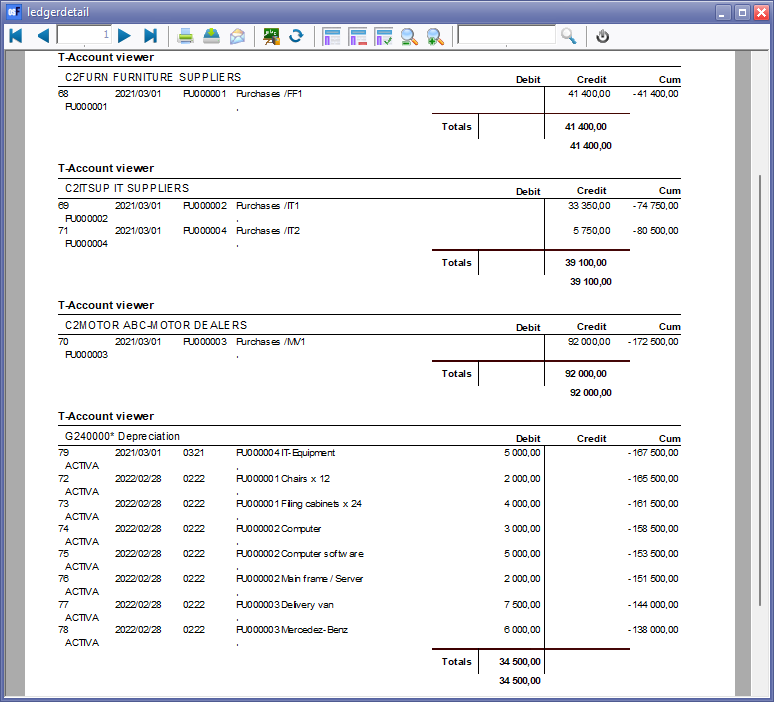 ledgerdetail
1
T-Account viewer
C2FURN FURNITURE SUPPLIERS Debit Credit Cum
68 2021/03/01 PU000001 Purchases /FF1 41 400,00 -41 400,00
PU000001 .
Totals 41 400,00
41 400,00
T-Account viewer
C2ITSUP IT SUPPLIERS Debit Credit Cum
69 2021/03/01 PU000002 Purchases /IT1 33 350,00 -74 750,00
PU000002 .
71 2021/03/01 PU000004 Purchases /IT2 5 750,00 -80 500,00
PU000004 .
Totals 39 100,00
39 100,00
T-Account viewer
C2MOTOR ABC-MOTOR DEALERS Debit Credit Cum
70 2021/03/01 PU000003 Purchases /MV1 92 000,00 -172 500,00
PU000003 .
Totals 92 000,00
92 000,00
T-Account viewer
G240000* Depreciation Debit Credit Cum
79 2021/03/01 0321 PU000004 IT-Equipment 5 000,00 -167 500,00
ACTIVA .
72 2022/02/28 0222 PU000001 Chairs x 12 2 000,00 -165 500,00
ACTIVA .
73 2022/02/28 0222 PU000001 Filing cabinets x 24 4 000,00 -161 500,00
ACTIVA .
74 2022/02/28 0222 PU000002 Computer 3 000,00 -158 500,00
ACTIVA .
75 2022/02/28 0222 PU000002 Computer software 5 000,00 -153 500,00
ACTIVA .
76 2022/02/28 0222 PU000002 Main frame / Server 2 000,00 -151 500,00
ACTIVA .
77 2022/02/28 0222 PU000003 Delivery van 7 500,00 -144 000,00
ACTIVA .
78 2022/02/28 0222 PU000003 Mercedez-Benz 6 000,00 -138 000,00
ACTIVA .
Totals 34 500,00
34 500,00